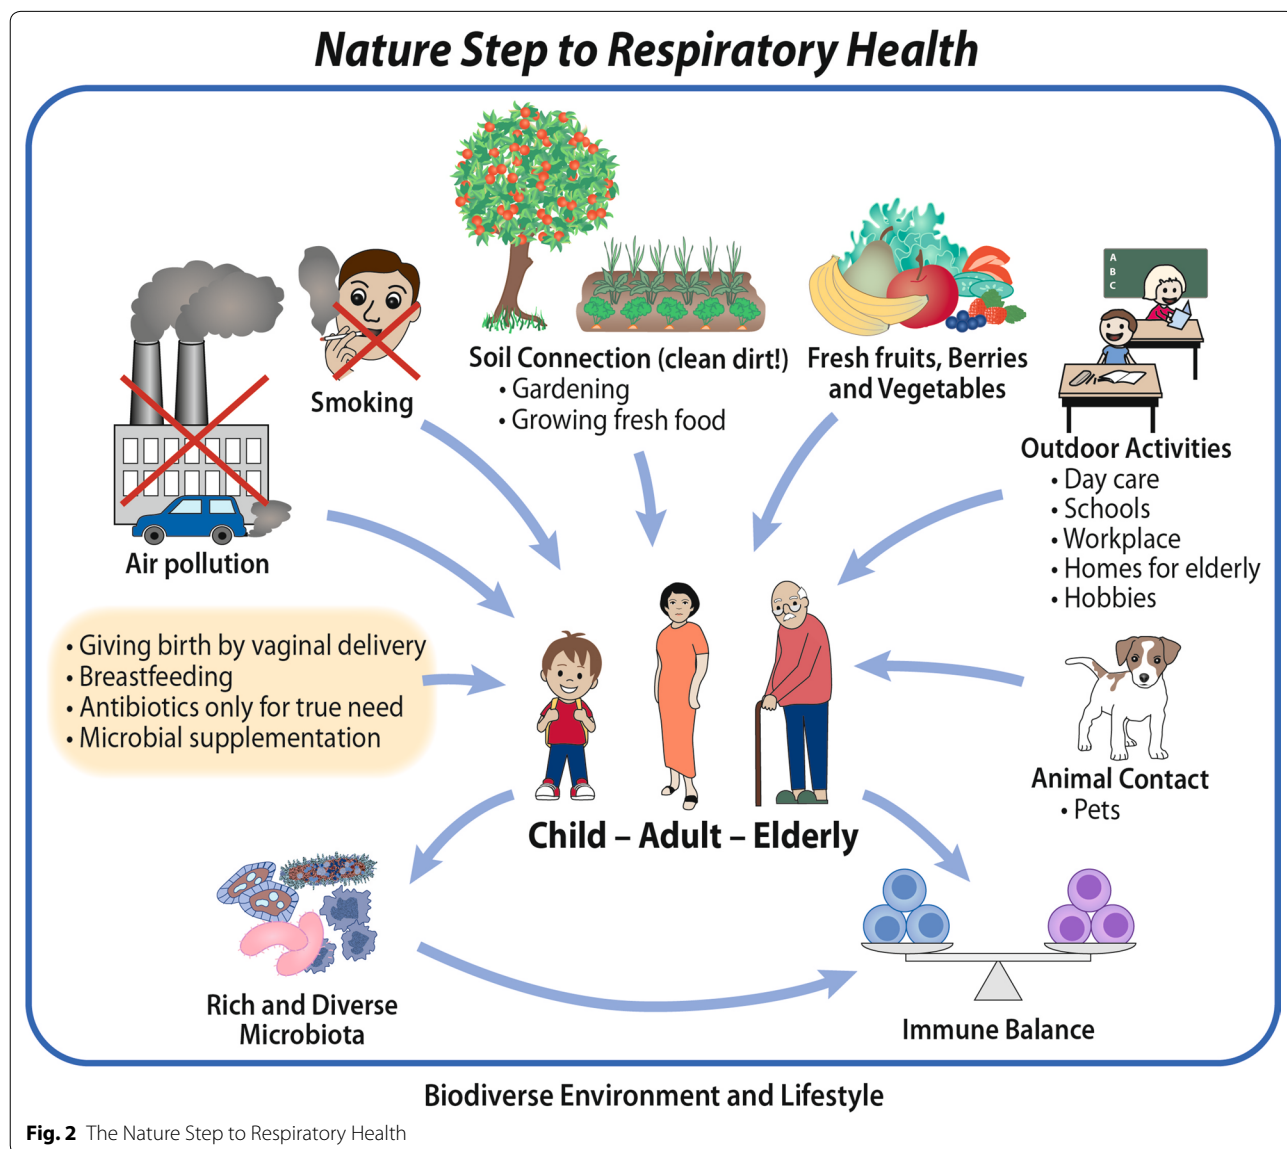 Nature Step to Respiratory Health
A
B
C
Smoking
Soil Connection (clean dirt!)
• Gardening
• Growing fresh food
Fresh fruits, Berries
and Vegetables
Outdoor Activities
• Day care
• Schools
• Workplace
• Homes for elderly
• Hobbies
Air pollution
• Giving birth by vaginal delivery
• Breastfeeding
• Antibiotics only for true need
• Microbial supplementation
Animal Contact
• Pets
Child – Adult – Elderly
Rich and Diverse
Microbiota
Immune Balance
Biodiverse Environment and Lifestyle
Fig. 2 The Nature Step to Respiratory Health